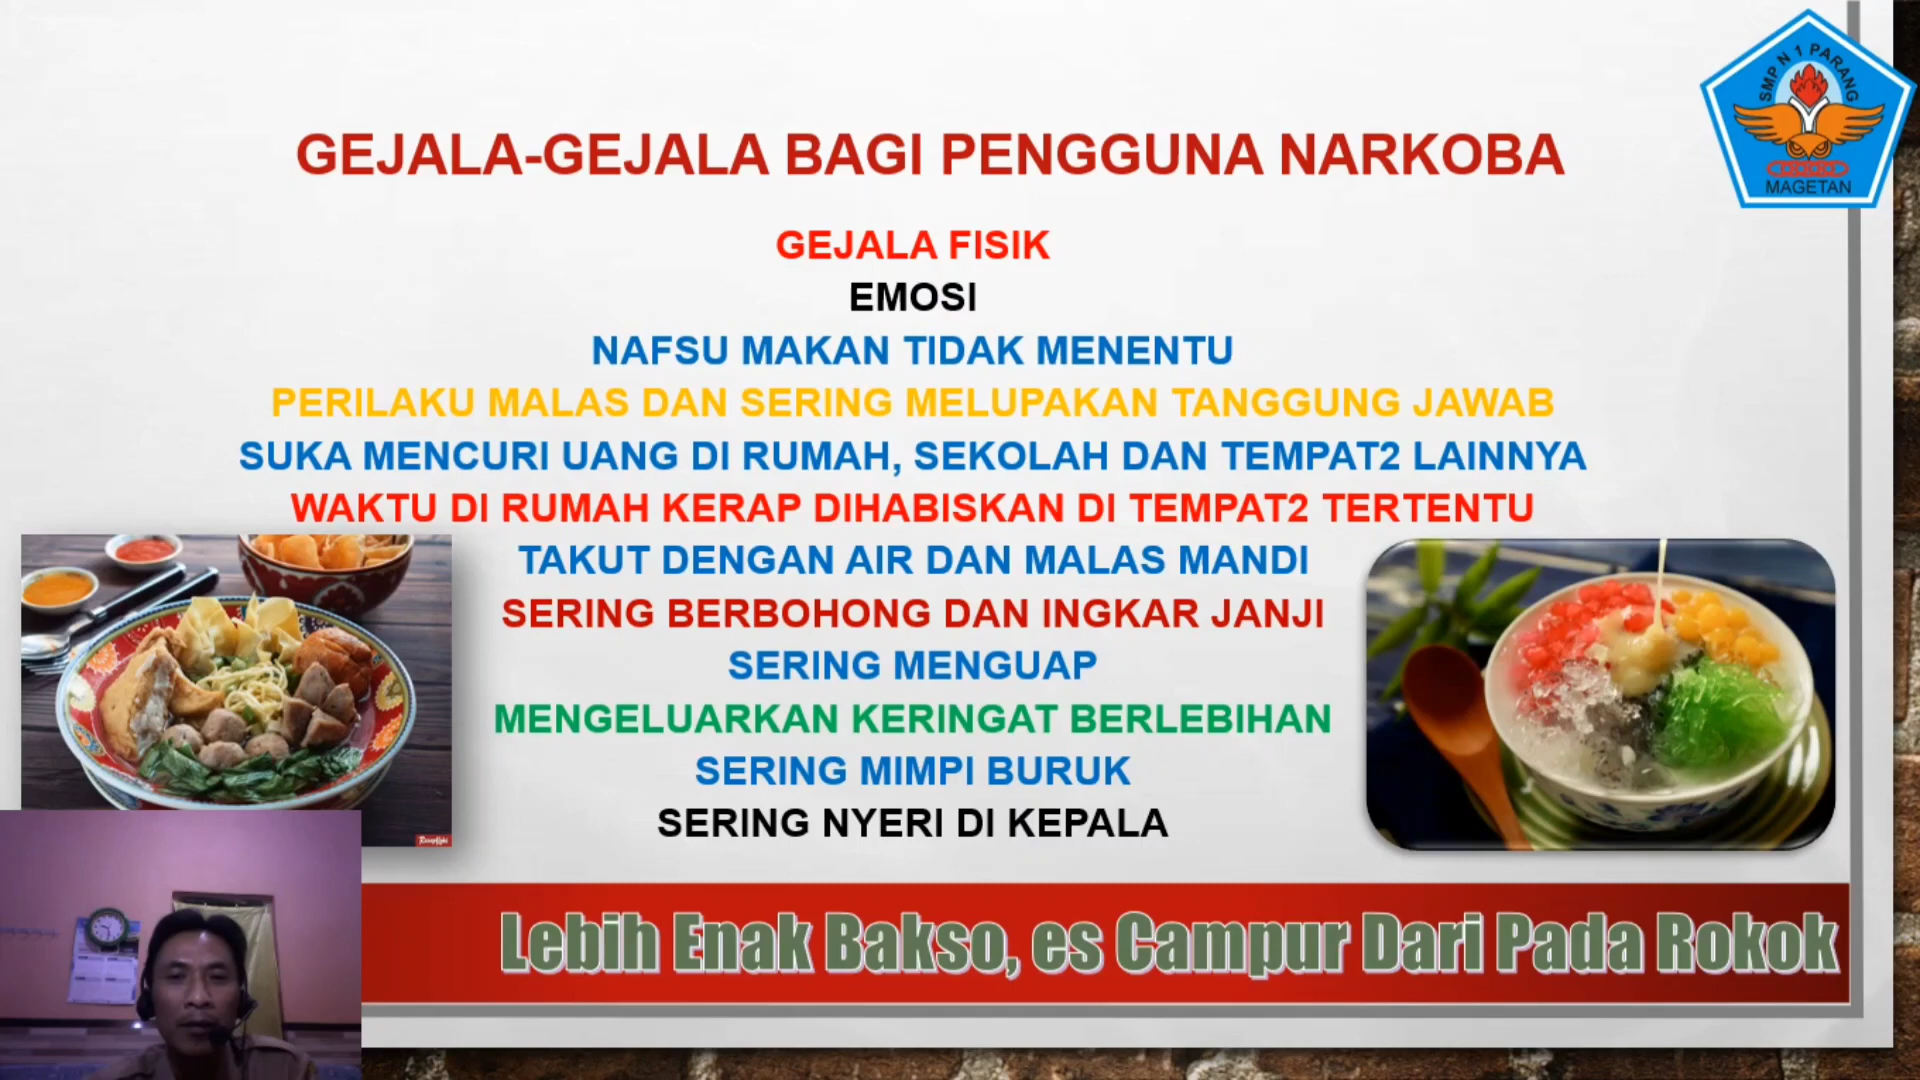 SMP N 1 PARANG
MAGETAN
GEJALA-GEJALA BAGI PENGGUNA NARKOBA
GEJALA FISIK
EMOSI
NAFSU MAKAN TIDAK MENENTU
PERILAKU MALAS DAN SERING MELUPAKAN TANGGUNG JAWAB
SUKA MENCURI UANG DI RUMAH, SEKOLAH DAN TEMPAT2 LAINNYA
WAKTU DI RUMAH KERAP DIHABISKAN DI TEMPAT2 TERTENTU
TAKUT DENGAN AIR DAN MALAS MANDI
SERING BERBOHONG DAN INGKAR JANJI
SERING MENGUAP
MENGELUARKAN KERINGAT BERLEBIHAN
SERING MIMPI BURUK
SERING NYERI DI KEPALA
Lebih Enak Bakso, es Campur Dari Pada Rokok